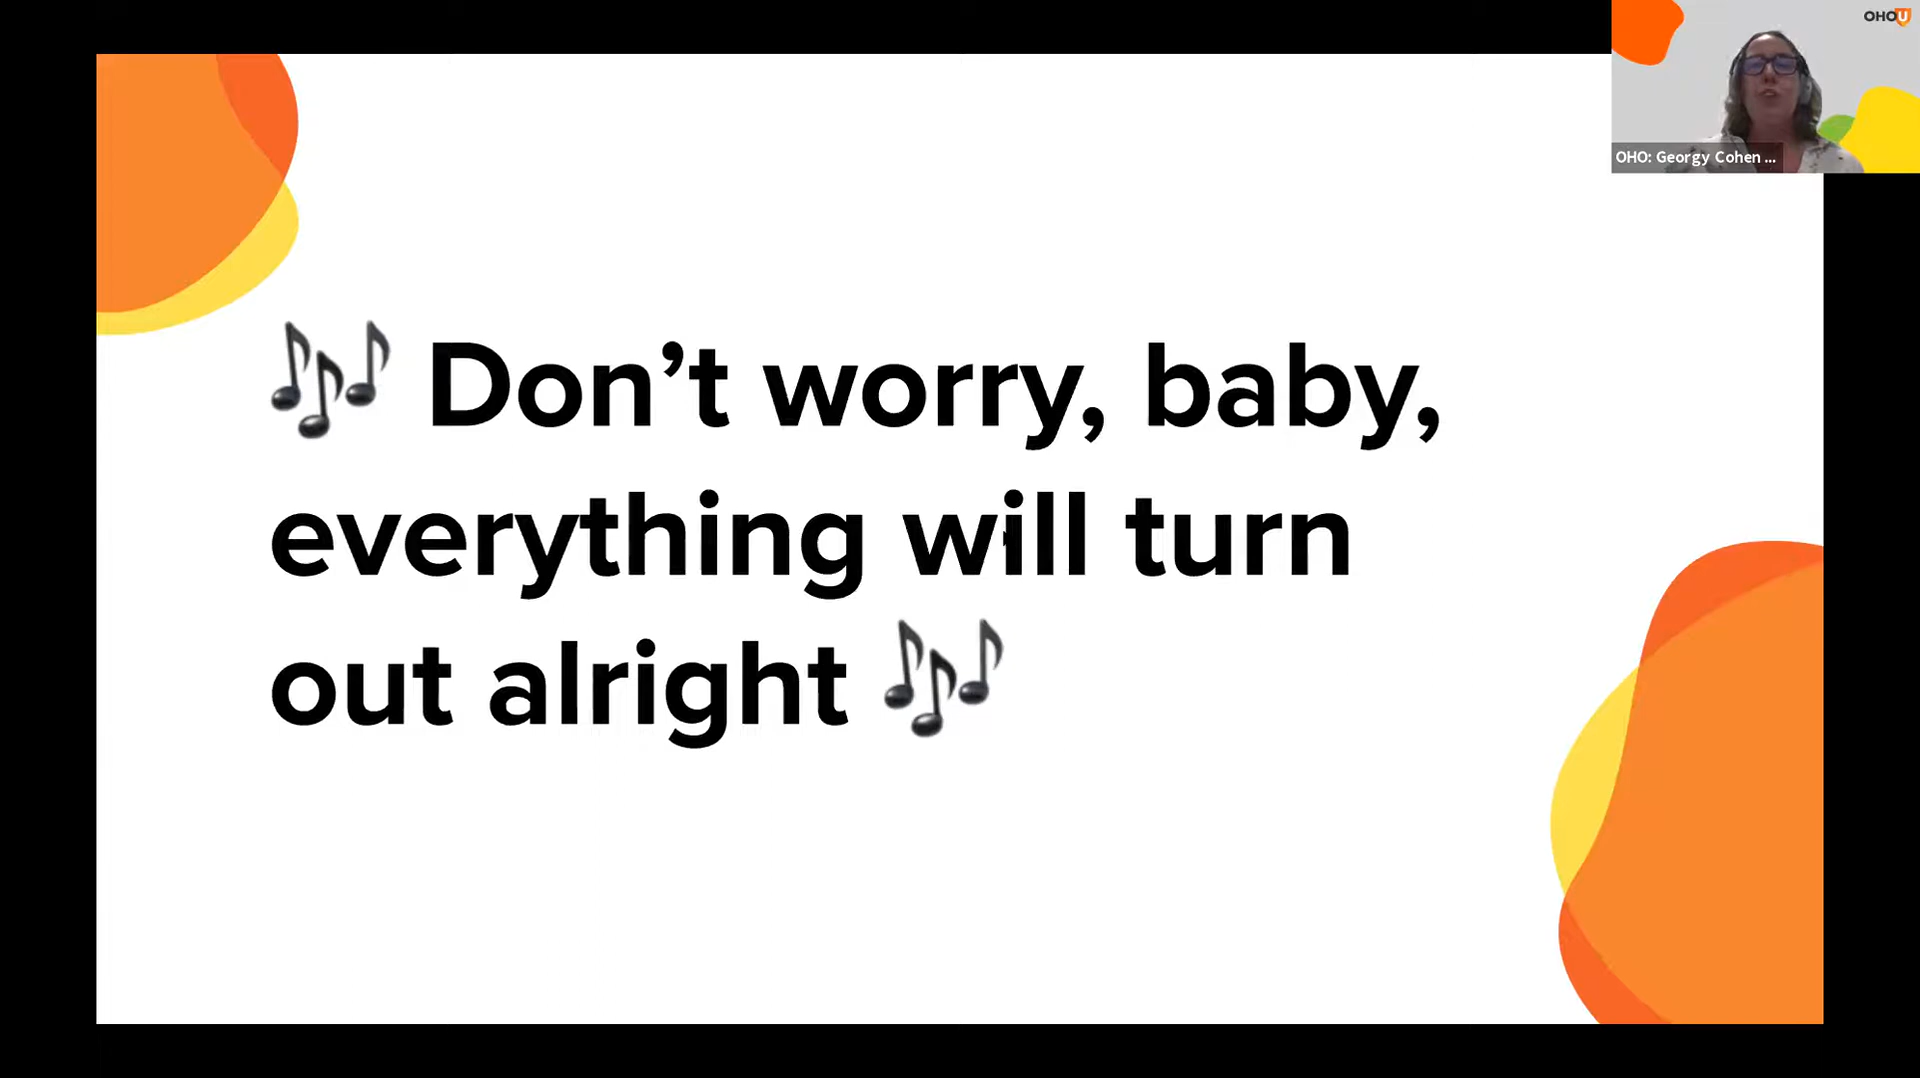 OHO U
OHO: Georgy Cohen ...
🎶 Don’t worry, baby,
everything will turn
out alright 🎶